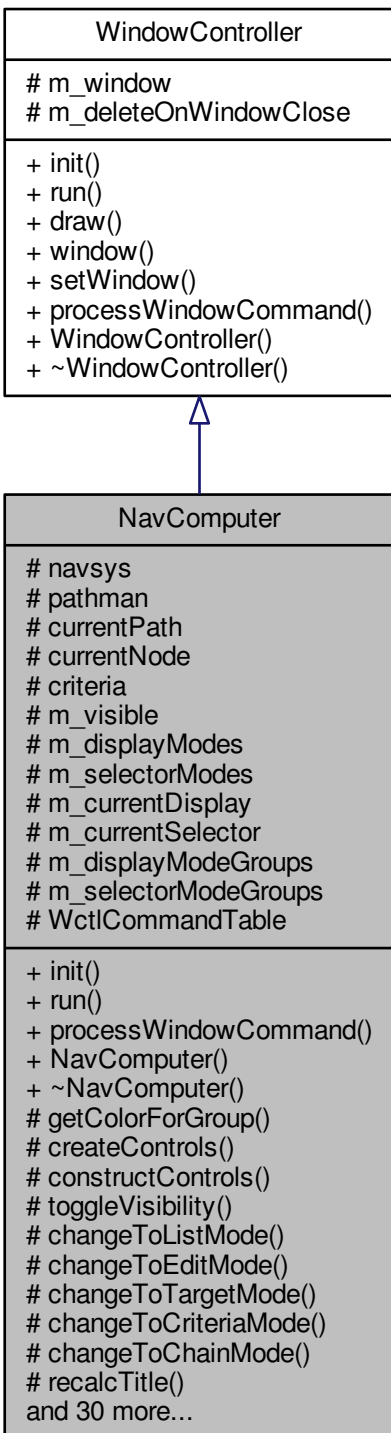 WindowController
# m_window
# m_deleteOnWindowClose
+ init()
+ run()
+ draw()
+ window()
+ setWindow()
+ processWindowCommand()
+ WindowController()
+ ~WindowController()
NavComputer
# navsys
# pathman
# currentPath
# currentNode
# criteria
# m_visible
# m_displayModes
# m_selectorModes
# m_currentDisplay
# m_currentSelector
# m_displayModeGroups
# m_selectorModeGroups
# WctlCommandTable
+ init()
+ run()
+ processWindowCommand()
+ NavComputer()
+ ~NavComputer()
# getColorForGroup()
# createControls()
# constructControls()
# toggleVisibility()
# changeToListMode()
# changeToEditMode()
# changeToTargetMode()
# changeToCriteriaMode()
# changeToChainMode()
# recalcTitle()
and 30 more...